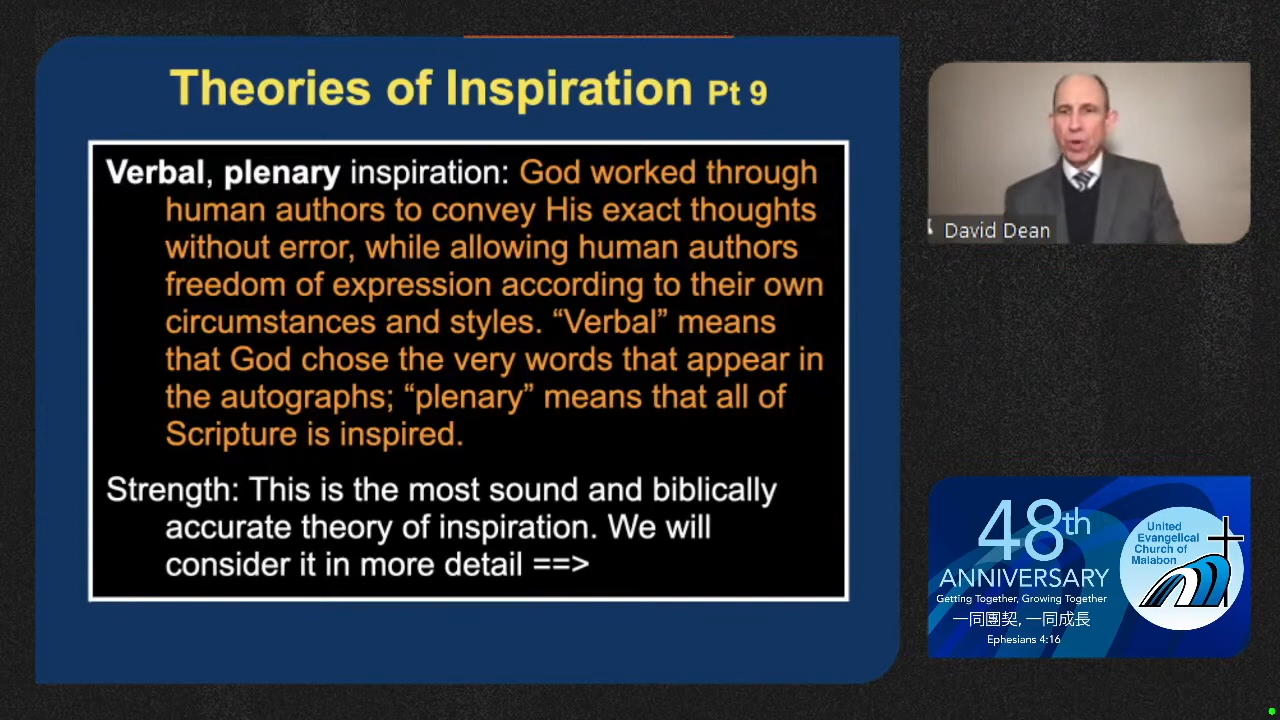 Theories of Inspiration Pt 9
Verbal, plenary inspiration: God worked through
human authors to convey His exact thoughts
without error, while allowing human authors
freedom of expression according to their own
circumstances and styles. “Verbal” means
that God chose the very words that appear in
the autographs; “plenary” means that all of
Scripture is inspired.
Strength: This is the most sound and biblically
accurate theory of inspiration. We will
consider it in more detail ==>
David Dean
48th
ANNIVERSARY
Getting Together, Growing Together
一同團契, 一同成長
Ephesians 4:16
United
Evangelical
Church of
Malabon